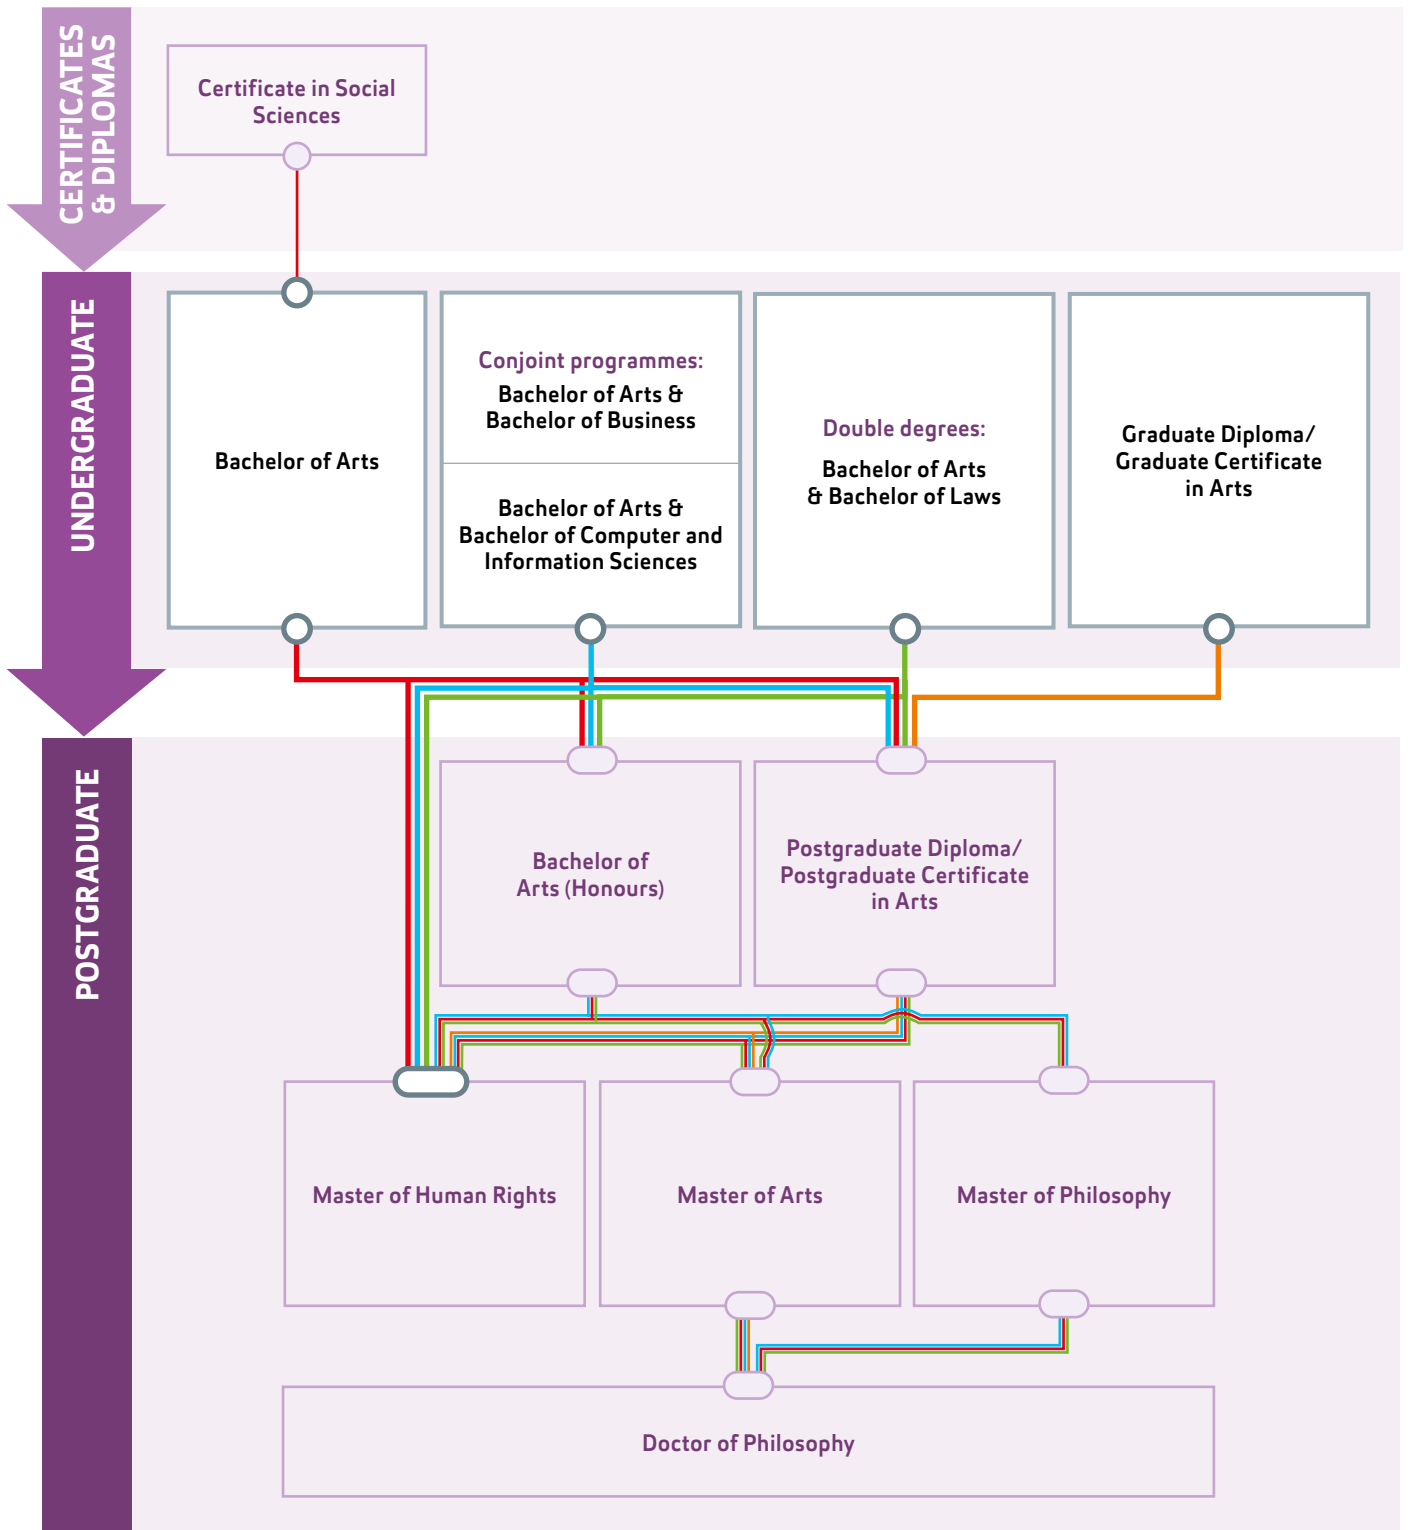 CERTIFICATES
& DIPLOMAS
Certificate in Social
Sciences
UNDERGRADUATE
Bachelor of Arts
Conjoint programmes:
Bachelor of Arts &
Bachelor of Business
Bachelor of Arts &
Bachelor of Computer and
Information Sciences
Double degrees:
Bachelor of Arts
& Bachelor of Laws
Graduate Diploma/
Graduate Certificate
in Arts
POSTGRADUATE
Bachelor of
Arts (Honours)
Postgraduate Diploma/
Postgraduate Certificate
in Arts
Master of Human Rights
Master of Arts
Master of Philosophy
Doctor of Philosophy